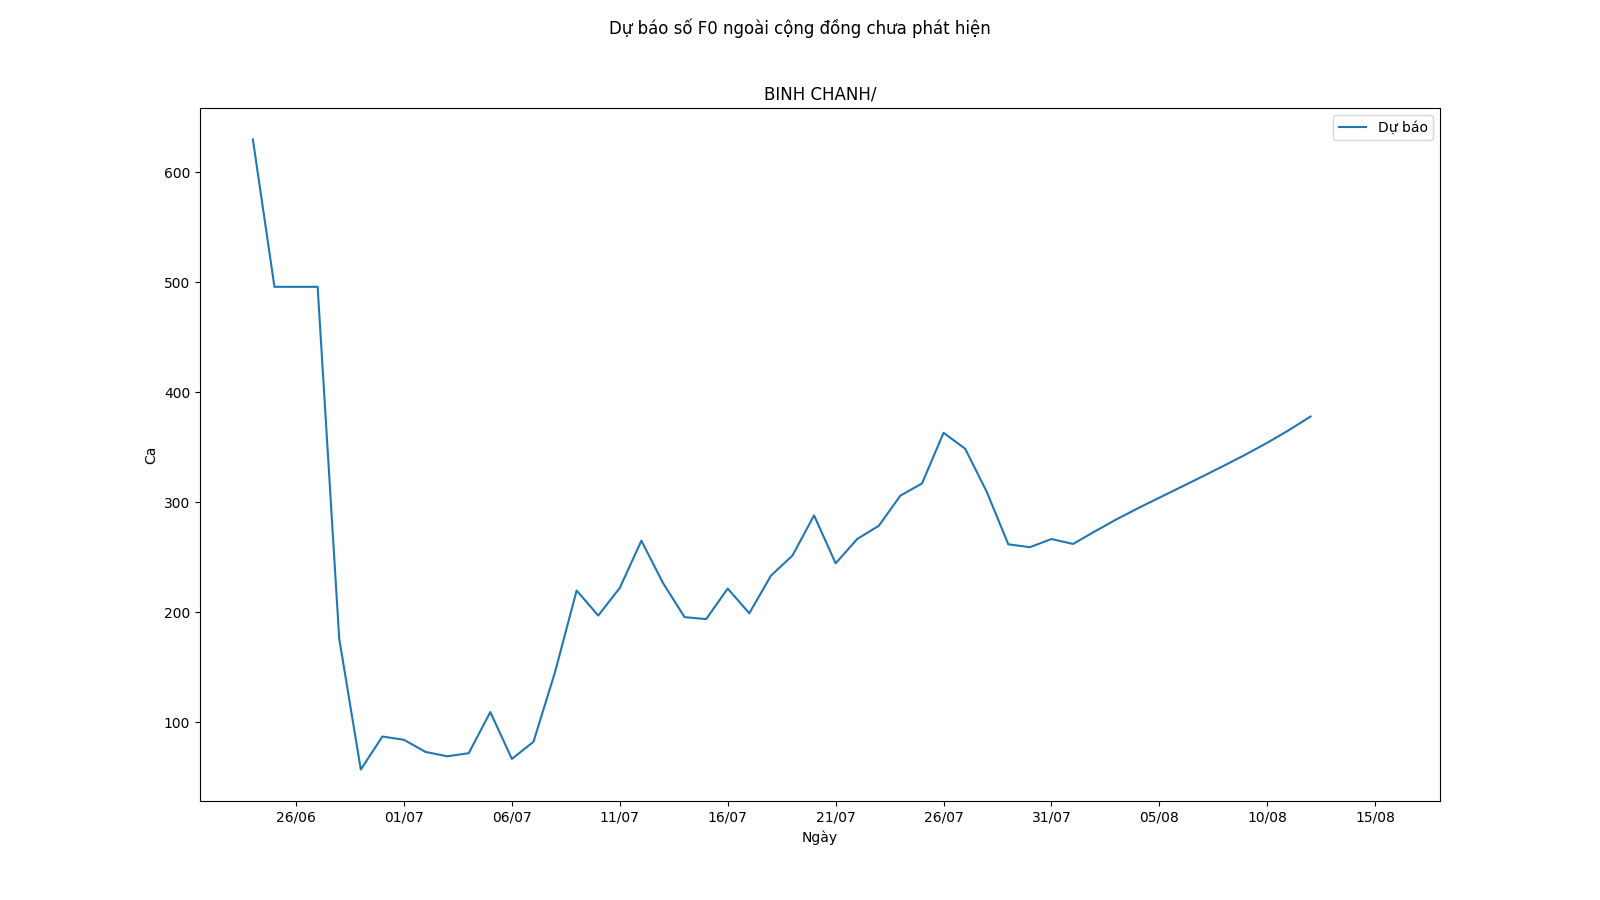 Dự báo số F0 ngoài cộng đồng chưa phát hiện
BINH CHANH/
Dự báo
600
500
400
300
200
100
Ca
26/06 01/07 06/07 11/07 16/07 21/07 26/07 31/07 05/08 10/08 15/08
Ngày